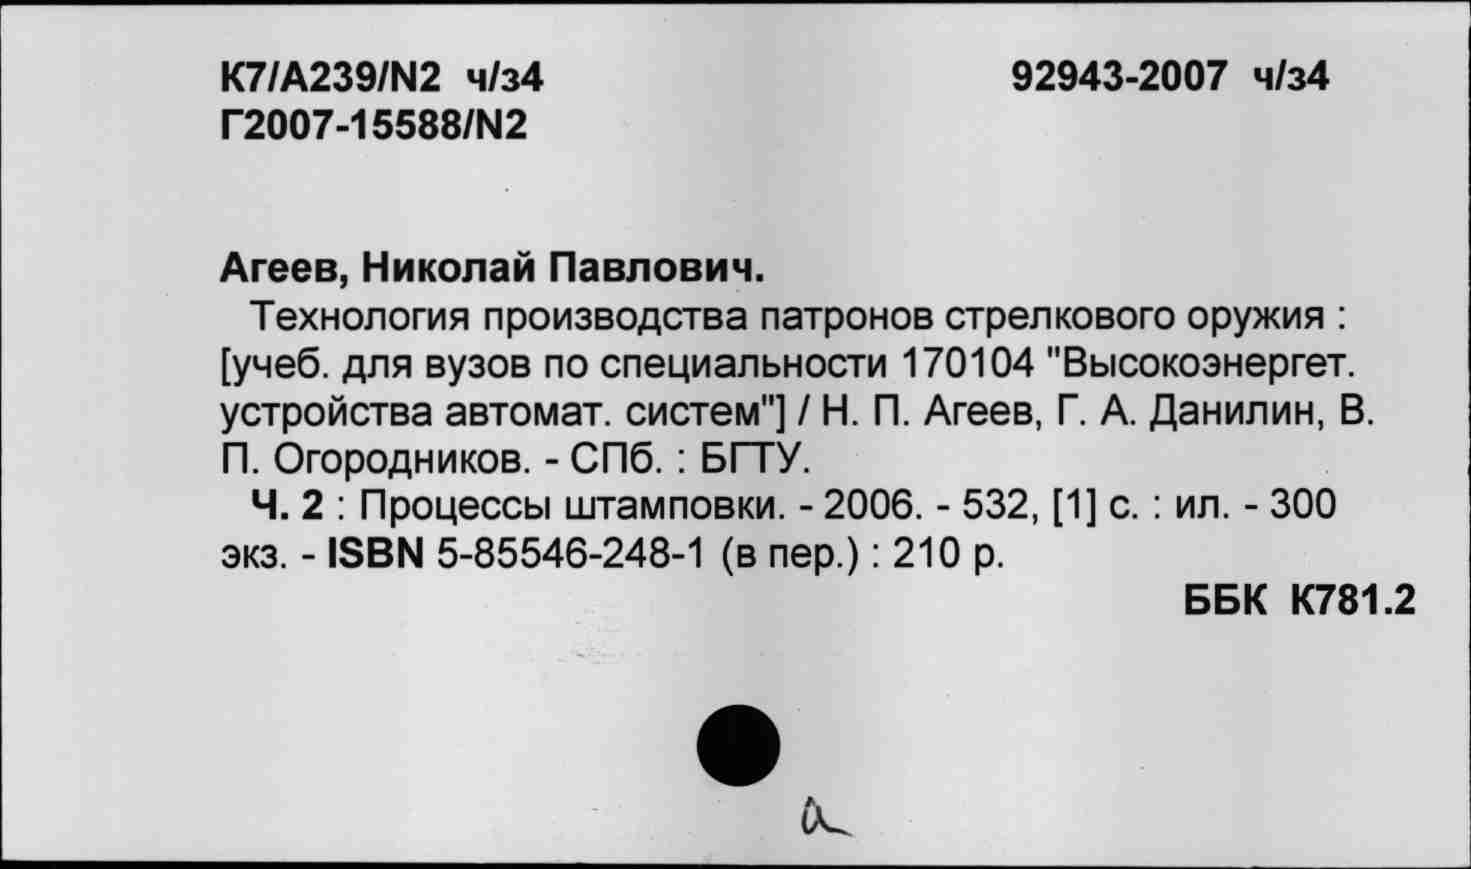 К7/А239/N2 ч/з4 92943-2007 ч/з4
Г2007-15588/N2
Агеев, Николай Павлович.
Технология производства патронов стрелкового оружия :
[учеб. для вузов по специальности 170104 "Высокоэнергет.
устройства автомат. систем"] / Н. П. Агеев, Г. А. Данилин, В.
П. Огородников. - СПб. : БГТУ.
Ч. 2 : Процессы штамповки. - 2006. - 532, [1] с. : ил. - 300
экз. - ISBN 5-85546-248-1 (в пер.) : 210 р.
ББК К781.2
а